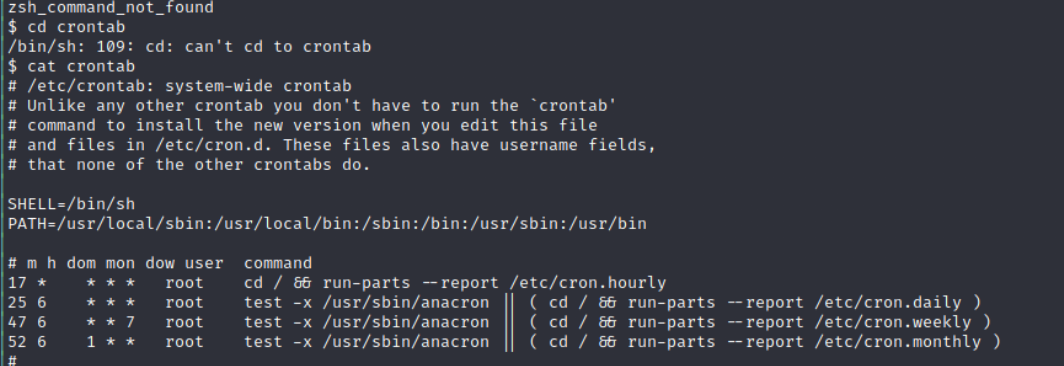 zsh_command_not_found
$ cd crontab
/bin/sh: 109: cd: can't cd to crontab
$ cat crontab
# /etc/crontab: system-wide crontab
# Unlike any other crontab you don't have to run the `crontab'
# command to install the new version when you edit this file
# and files in /etc/cron.d. These files also have username fields,
# that none of the other crontabs do.
SHELL=/bin/sh
PATH=/usr/local/sbin:/usr/local/bin:/sbin:/bin:/usr/sbin:/usr/bin
# m h dom mon dow user  command
17 *    * * *   root    cd / && run-parts --report /etc/cron.hourly
25 6    * * *   root    test -x /usr/sbin/anacron || ( cd / && run-parts --report /etc/cron.daily )
47 6    * * 7   root    test -x /usr/sbin/anacron || ( cd / && run-parts --report /etc/cron.weekly )
52 6    1 * *   root    test -x /usr/sbin/anacron || ( cd / && run-parts --report /etc/cron.monthly )
#